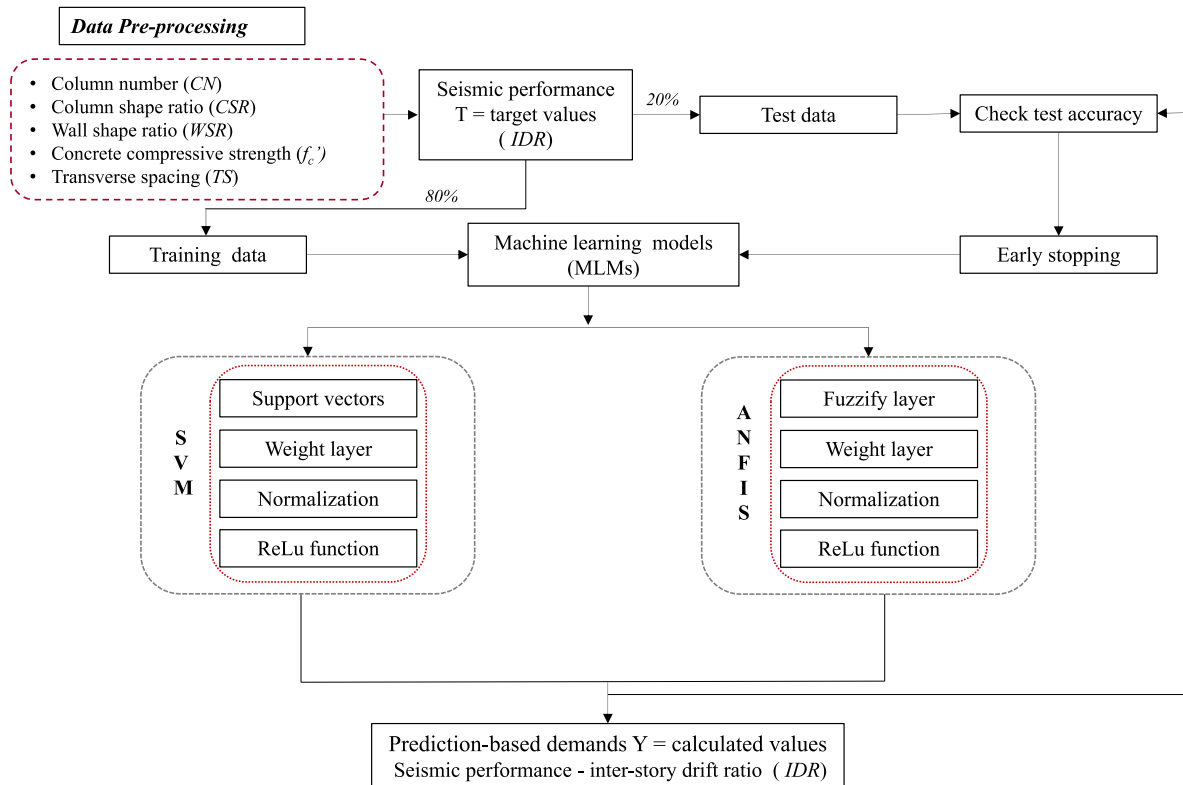 Data Pre-processing
• Column number (CN)
• Column shape ratio (CSR)
• Wall shape ratio (WSR)
• Concrete compressive strength (fc’)
• Transverse spacing (TS)
Seismic performance
T = target values
( IDR)
20%
Test data
Check test accuracy
80%
Training data
Machine learning models
(MLMs)
Early stopping
SVM
Support vectors
Weight layer
Normalization
ReLu function
ANFIS
Fuzzify layer
Weight layer
Normalization
ReLu function
Prediction-based demands Y = calculated values
Seismic performance - inter-story drift ratio ( IDR)